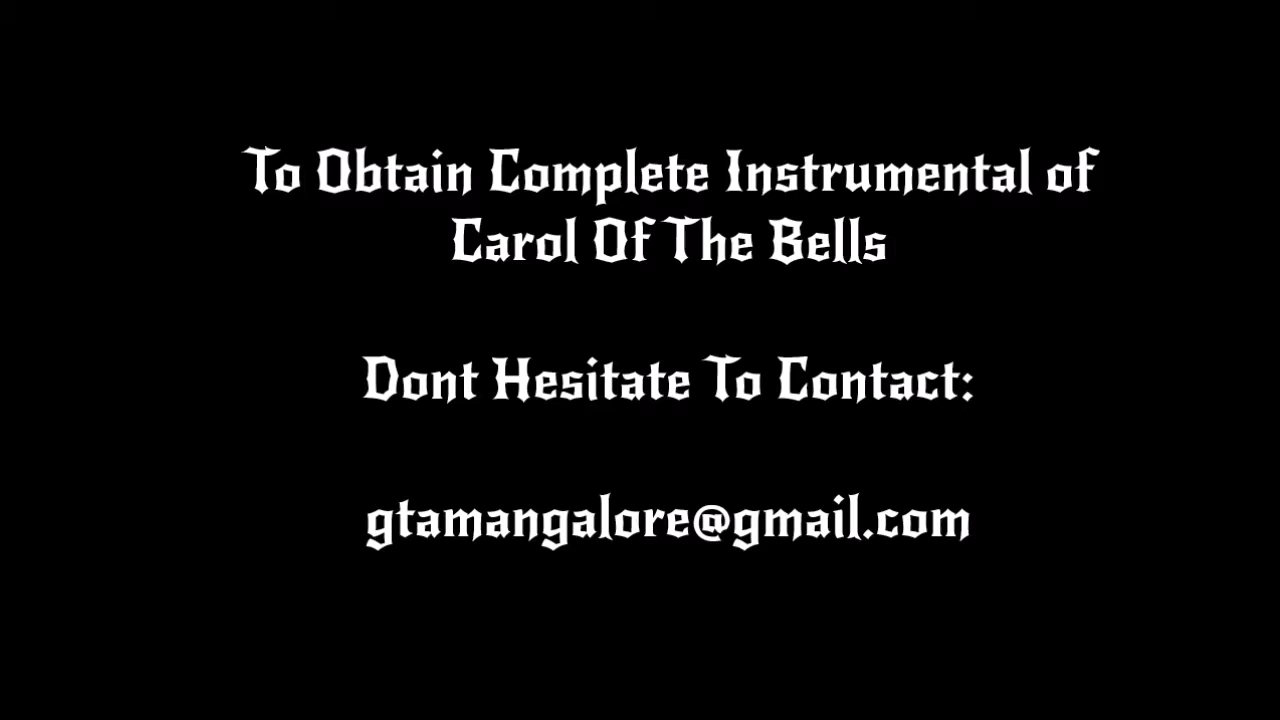 To Obtain Complete Instrumental of
Carol Of The Bells
Dont Hesitate To Contact:
gtamangalore@gmail.com